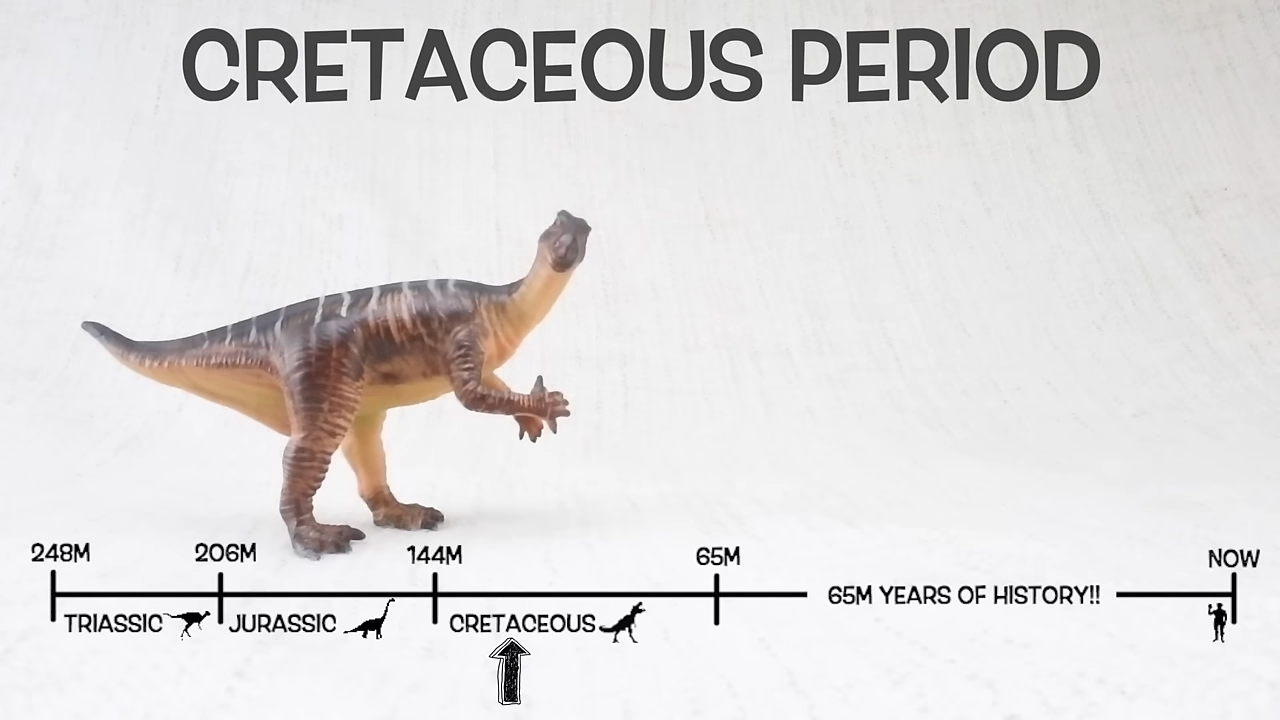 CRETACEOUS PERIOD
248M 206M 144M 65M NOW
65M YEARS OF HISTORY!!
TRIASSIC JURASSIC CRETACEOUS